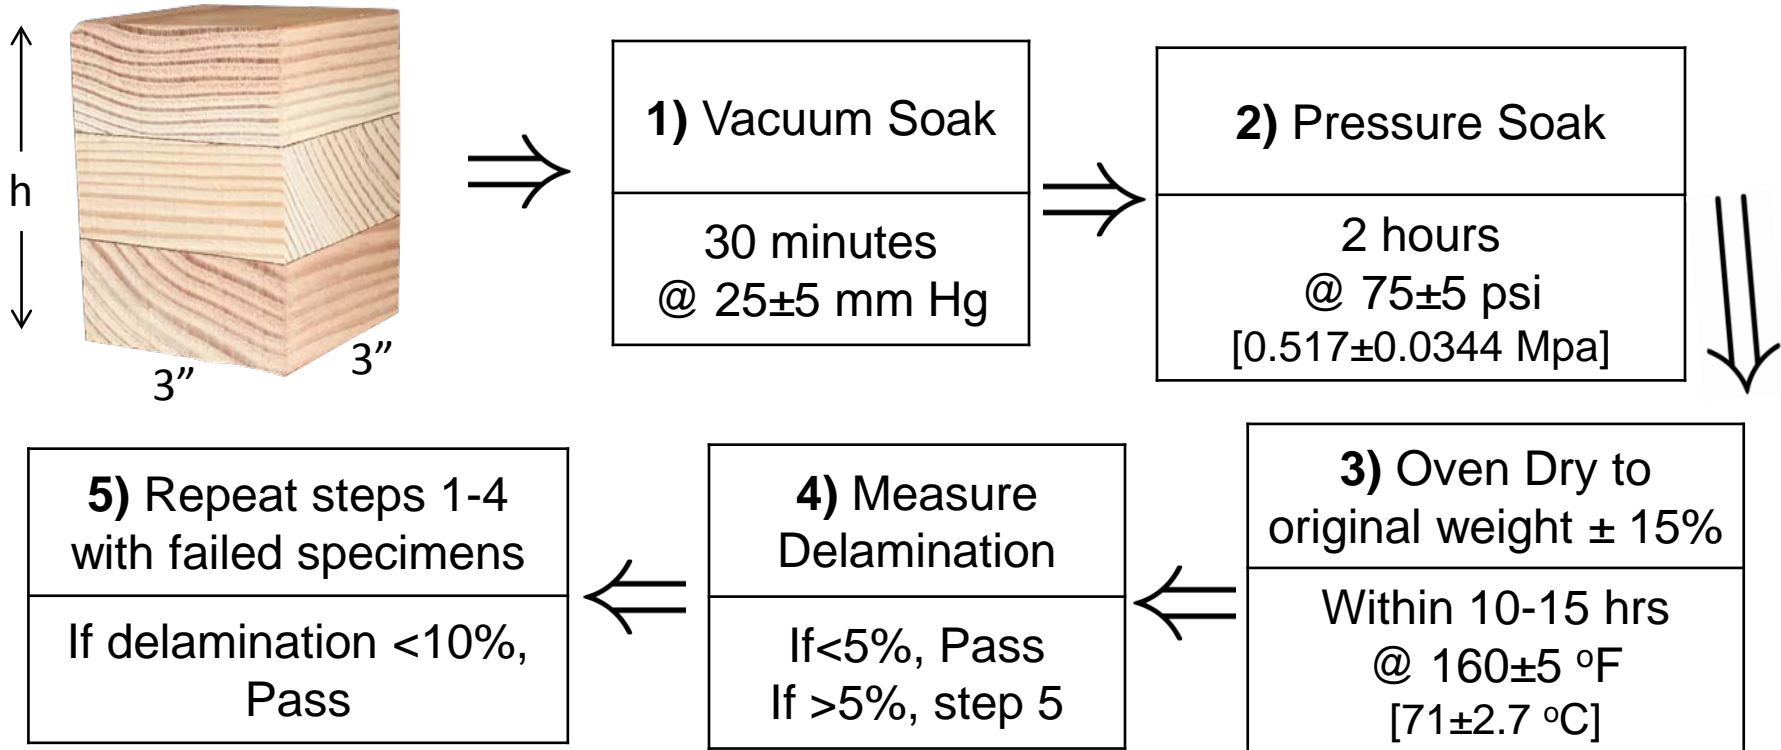 h
3”
3”
1) Vacuum Soak
30 minutes
@ 25±5 mm Hg
2) Pressure Soak
2 hours
@ 75±5 psi
[0.517±0.0344 Mpa]
3) Oven Dry to
original weight ± 15%
Within 10-15 hrs
@ 160±5 ºF
[71±2.7 ºC]
4) Measure
Delamination
If<5%, Pass
If >5%, step 5
5) Repeat steps 1-4
with failed specimens
If delamination <10%,
Pass